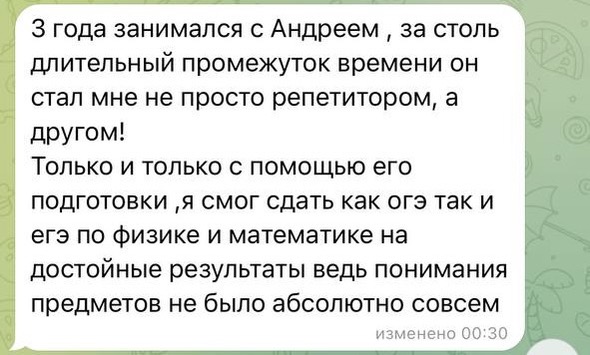 3 года занимался с Андреем , за столь
длительный промежуток времени он
стал мне не просто репетитором, а
другом!
Только и только с помощью его
подготовки ,я смог сдать как огэ так и
егэ по физике и математике на
достойные результаты ведь понимания
предметов не было абсолютно совсем
изменено 00:30